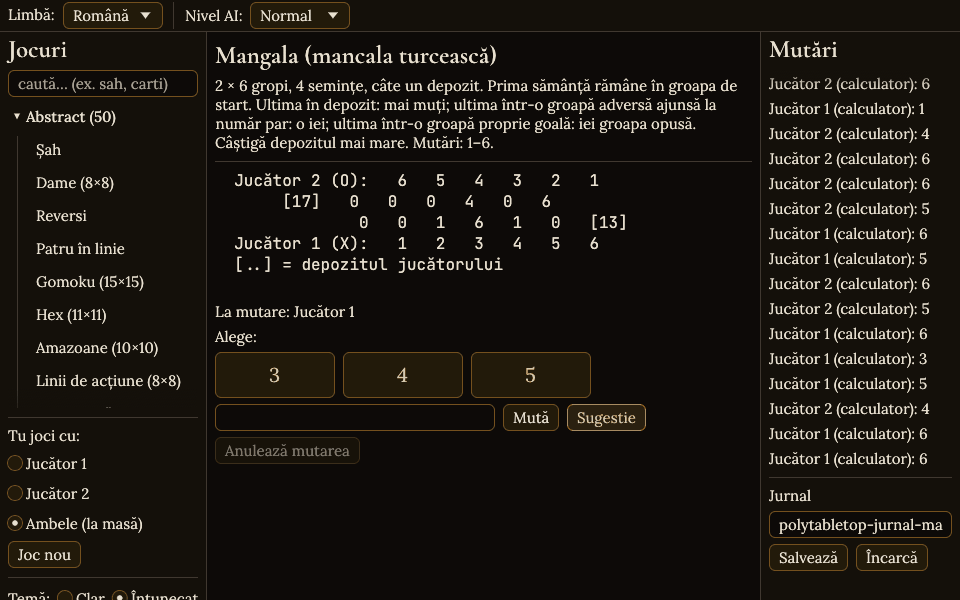 Limbă: Română ▼ Nivel AI: Normal ▼
Jocuri
caută... (ex. sah, carti)
▼ Abstract (50)
Șah
Dame (8×8)
Reversi
Patru în linie
Gomoku (15×15)
Hex (11×11)
Amazoane (10×10)
Linii de acțiune (8×8)
Tu joci cu:
Jucător 1
Jucător 2
Ambele (la masă)
Joc nou
Temă: Clar Întunecat
Mangala (mancala turcească)
2 × 6 gropi, 4 semințe, câte un depozit. Prima sămânță rămâne în groapa de
start. Ultima în depozit: mai muți; ultima într-o groapă adversă ajunsă la
număr par: o iei; ultima într-o groapă proprie goală: iei groapa opusă.
Câștigă depozitul mai mare. Mutări: 1–6.
Jucător 2 (O): 6 5 4 3 2 1
[17] 0 0 0 4 0 6
0 0 1 6 1 0 [13]
Jucător 1 (X): 1 2 3 4 5 6
[..] = depozitul jucătorului
La mutare: Jucător 1
Alege:
3 4 5
Mută Sugestie
Anulează mutarea
Mutări
Jucător 2 (calculator): 6
Jucător 1 (calculator): 1
Jucător 2 (calculator): 4
Jucător 2 (calculator): 6
Jucător 2 (calculator): 6
Jucător 2 (calculator): 5
Jucător 1 (calculator): 6
Jucător 1 (calculator): 5
Jucător 2 (calculator): 6
Jucător 2 (calculator): 5
Jucător 1 (calculator): 6
Jucător 1 (calculator): 3
Jucător 1 (calculator): 5
Jucător 2 (calculator): 4
Jucător 1 (calculator): 6
Jucător 1 (calculator): 6
Jurnal
polytabletop-jurnal-ma
Salvează Încarcă